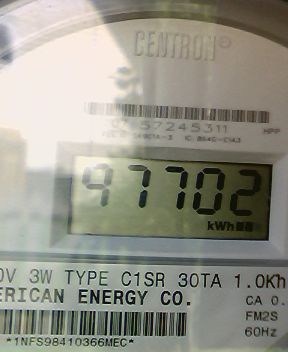 CENTRON®
57245311
HPP
97702
kWh
0V 3W TYPE C1SR 30TA 1.0Kh
ERICAN ENERGY CO.
CA 0.
FM2S
60Hz
*1NFS98410366MEC*